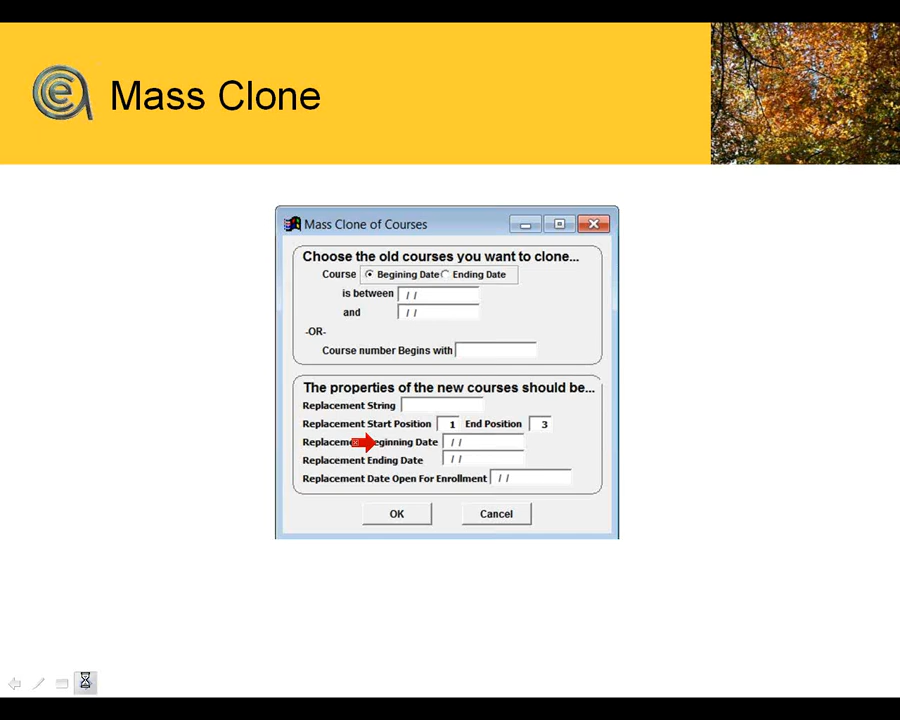 Mass Clone
Mass Clone of Courses
Choose the old courses you want to clone...
Course Begining Date Ending Date
is between / /
and / /
-OR-
Course number Begins with
The properties of the new courses should be...
Replacement String
Replacement Start Position 1 End Position 3
Beginning Date / /
Replacement Ending Date / /
Replacement Date Open For Enrollment / /
OK Cancel